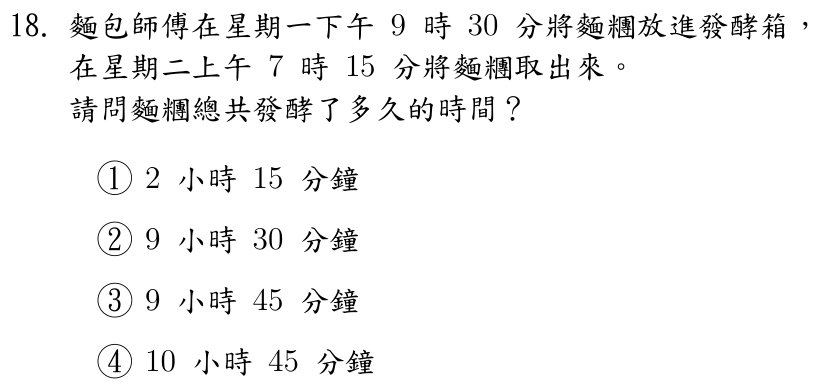 18. 麵包師傅在星期一下午 9 時 30 分將麵糰放進發酵箱，
在星期二上午 7 時 15 分將麵糰取出來。
請問麵糰總共發酵了多久的時間？
① 2 小時 15 分鐘
② 9 小時 30 分鐘
③ 9 小時 45 分鐘
④ 10 小時 45 分鐘